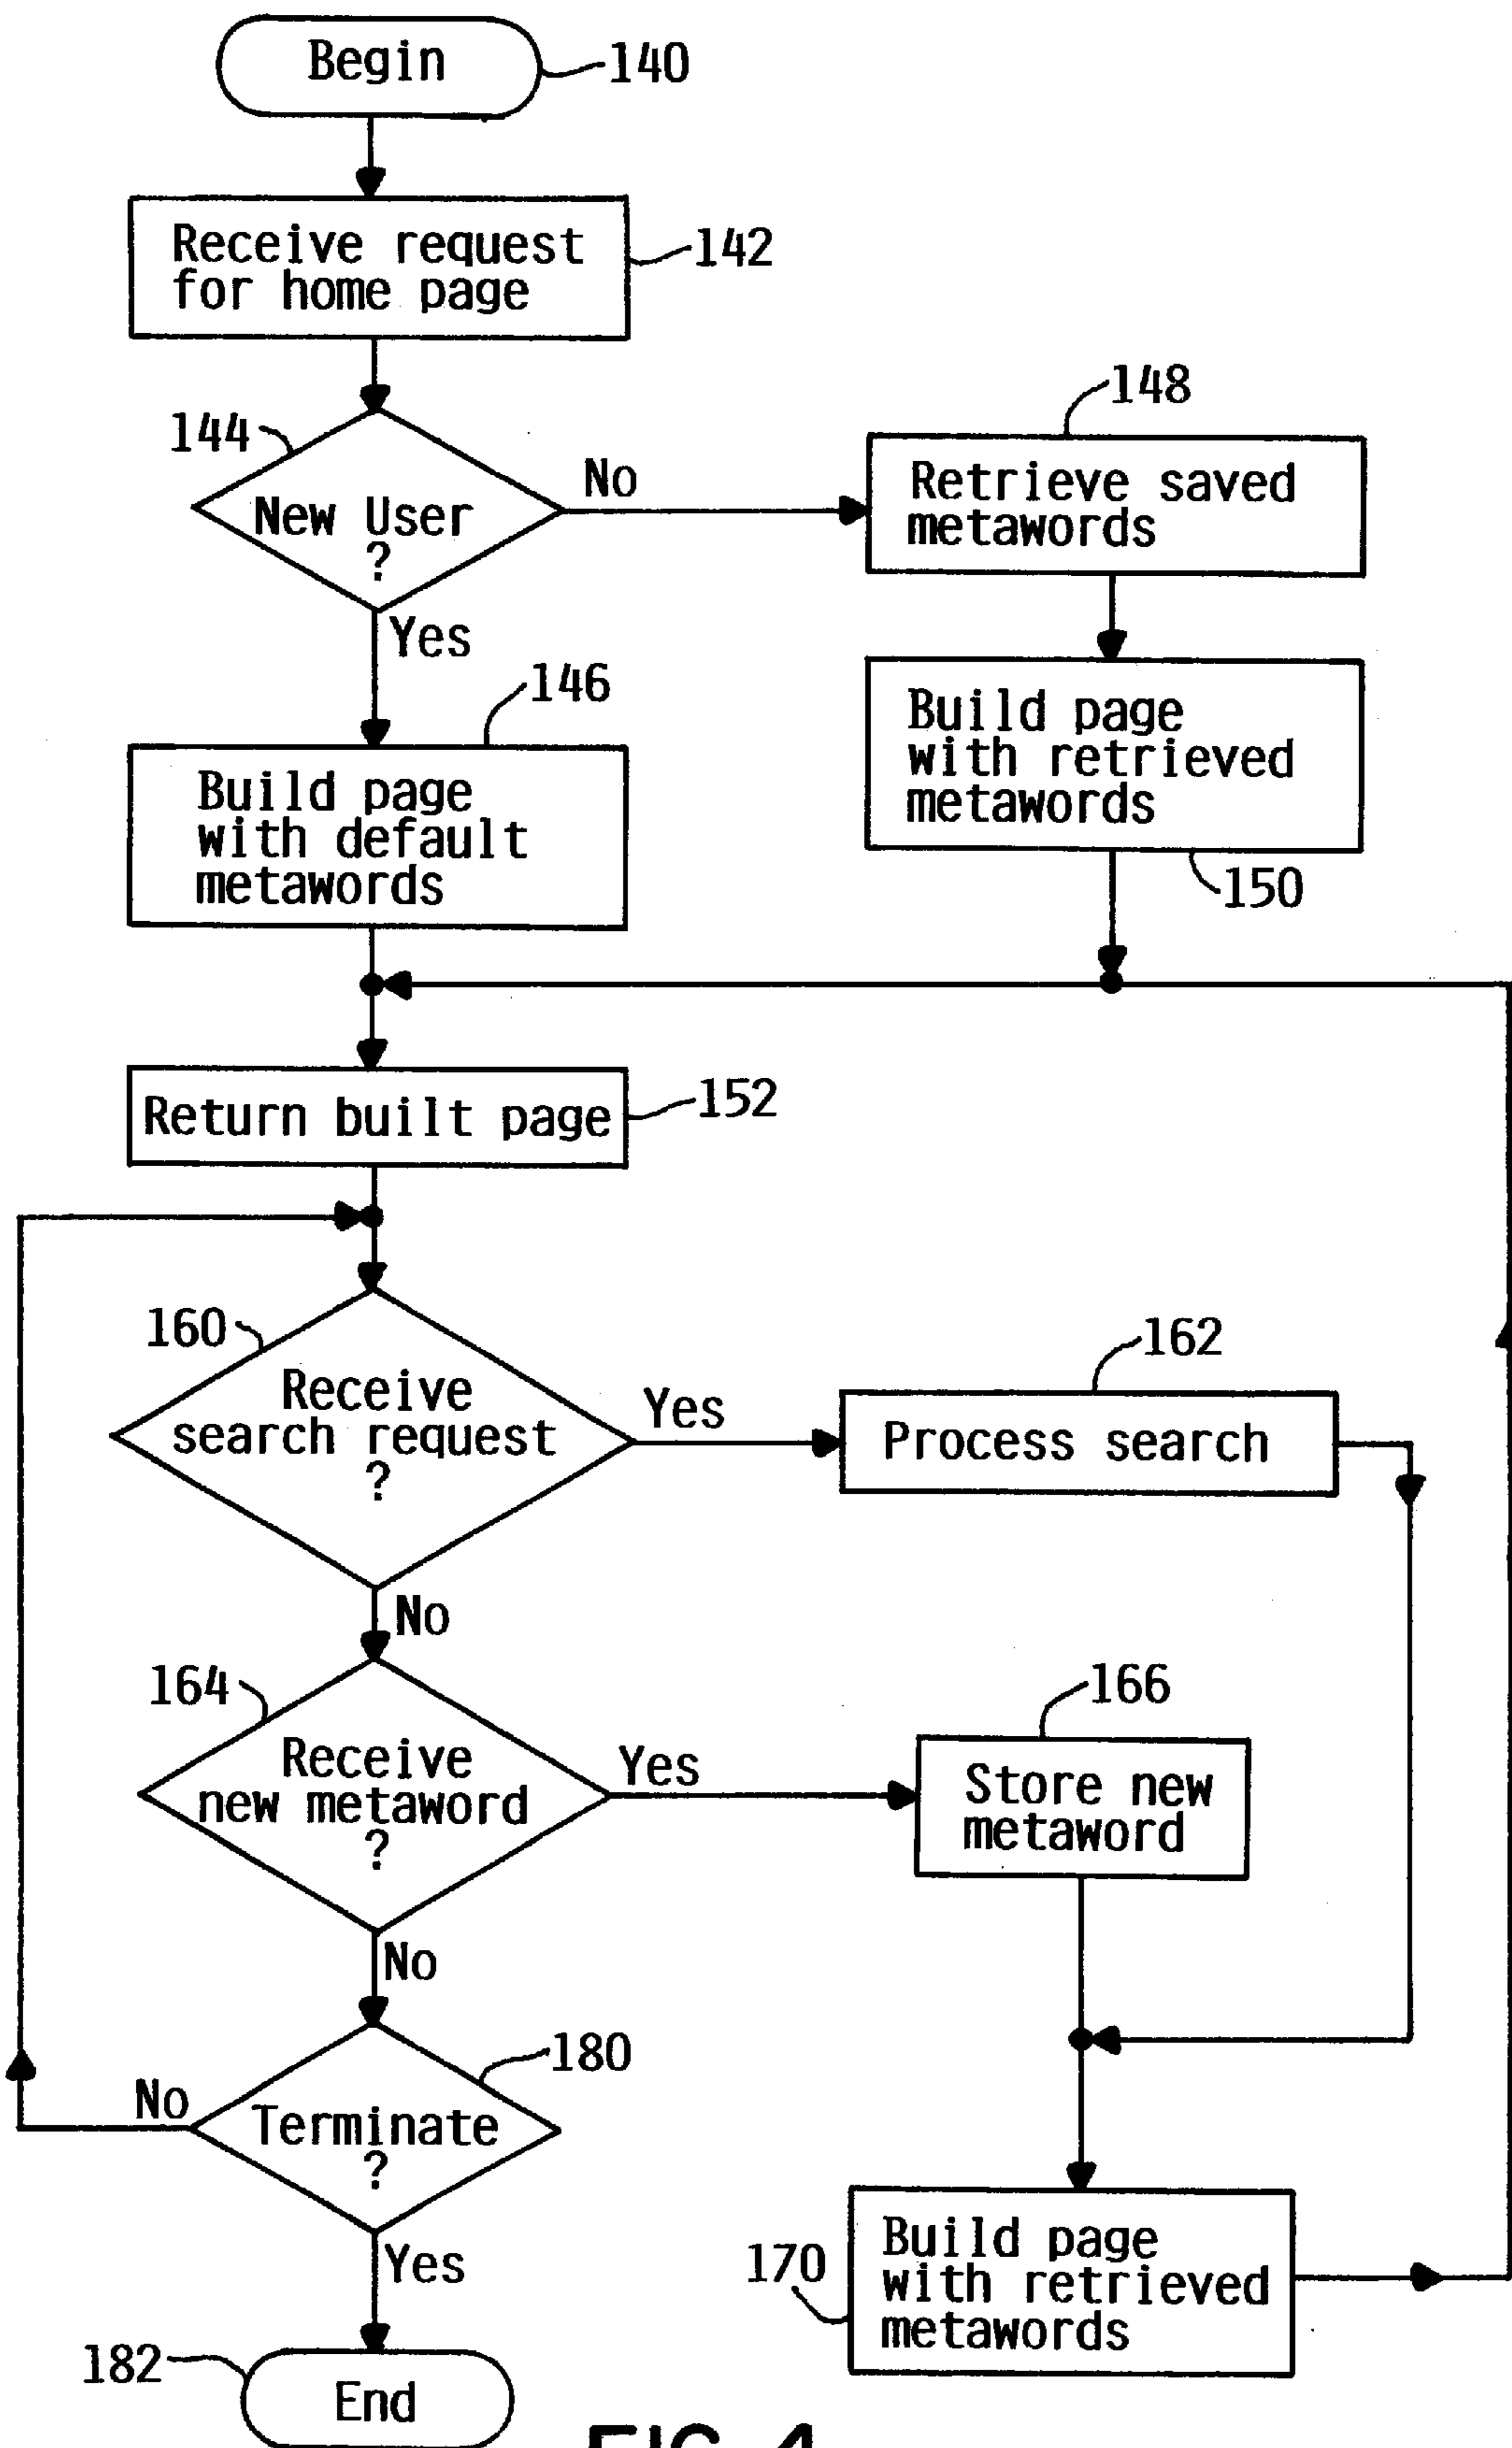 Begin
140
Receive request
for home page
142
144
New User
?
No
148
Retrieve saved
metawords
Yes
146
Build page
with default
metawords
Build page
with retrieved
metawords
150
Return built page
152
160
Receive
search request
?
Yes
162
Process search
No
164
Receive
new metaword
?
Yes
166
Store new
metaword
No
180
Terminate
?
No
Yes
170
Build page
with retrieved
metawords
182
End
FIG. 4